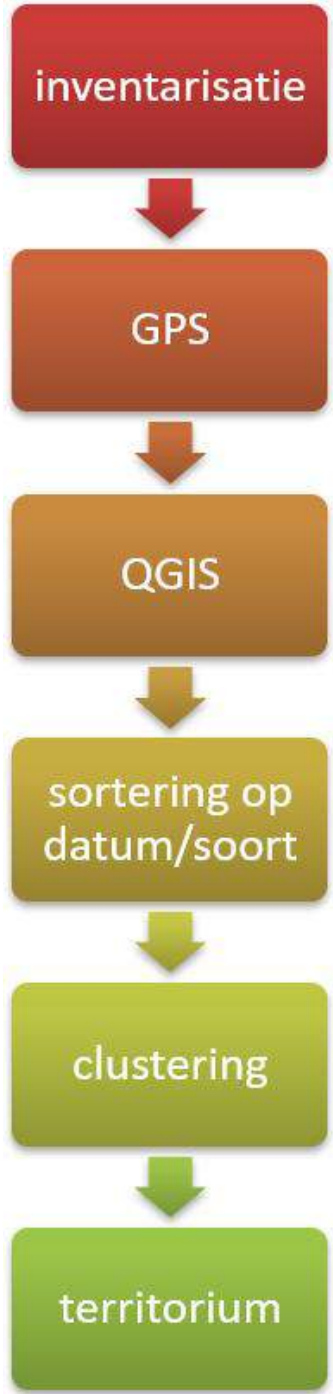 inventarisatie
GPS
QGIS
sortering op
datum/soort
clustering
territorium